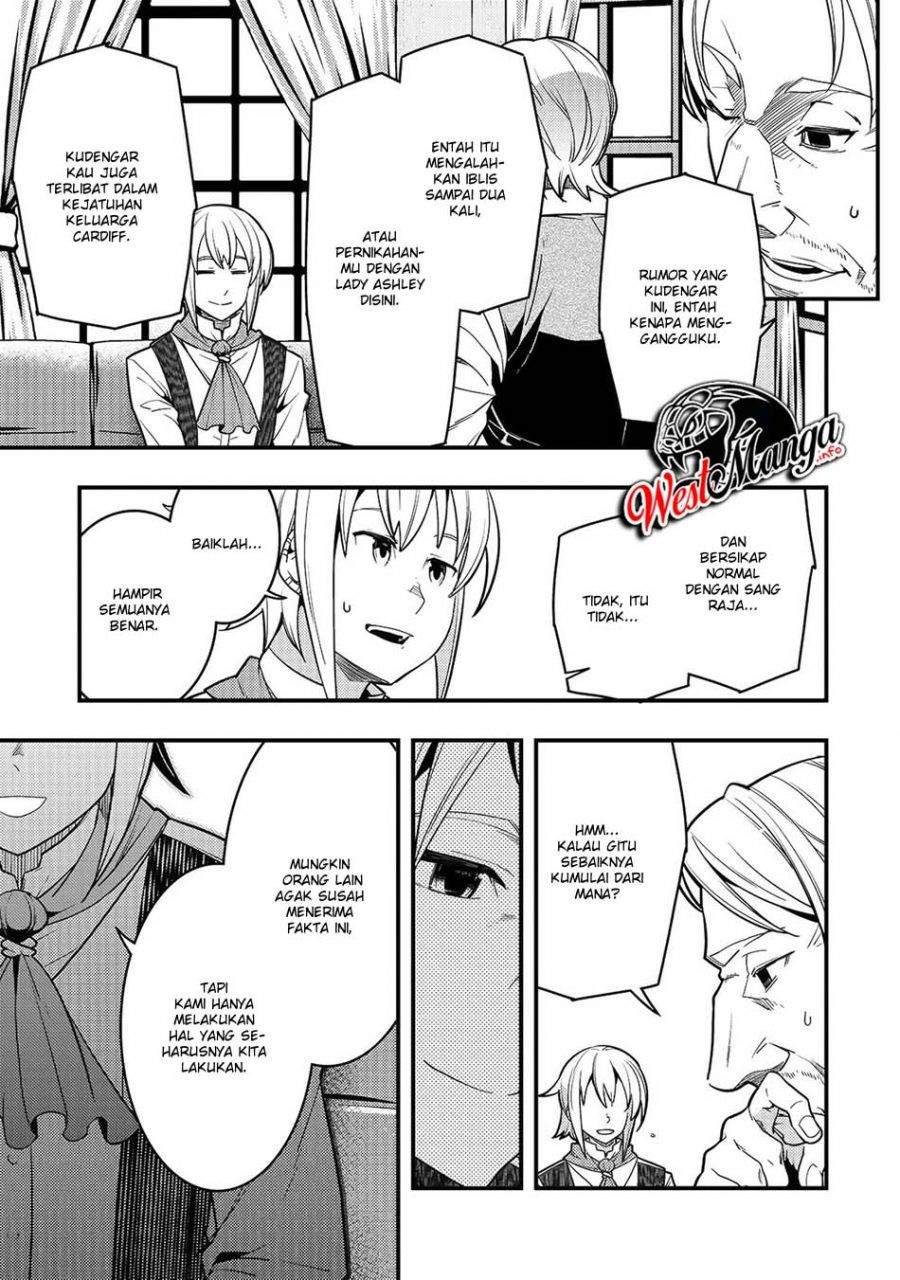 RUMOR YANG
KUDENGAR
INI, ENTAH
KENAPA MENG-
GANGGUKU.
ENTAH ITU
MENGALAH-
KAN IBLIS
SAMPAI DUA
KALI,
ATAU
PERNIKAHAN-
MU DENGAN
LADY ASHLEY
DISINI.
KUDENGAR
KAU JUGA
TERLIBAT DALAM
KEJATUHAN
KELUARGA
CARDIFF.
WestManga
.info
DAN
BERSIKAP
NORMAL
DENGAN SANG
RAJA...
TIDAK, ITU
TIDAK...
BAIKLAH...
HAMPIR
SEMUANYA
BENAR.
HMM...
KALAU GITU
SEBAIKNYA
KUMULAI DARI
MANA?
MUNGKIN
ORANG LAIN
AGAK SUSAH
MENERIMA
FAKTA INI,
TAPI
KAMI HANYA
MELAKUKAN
HAL YANG SE-
HARUSNYA KITA
LAKUKAN.